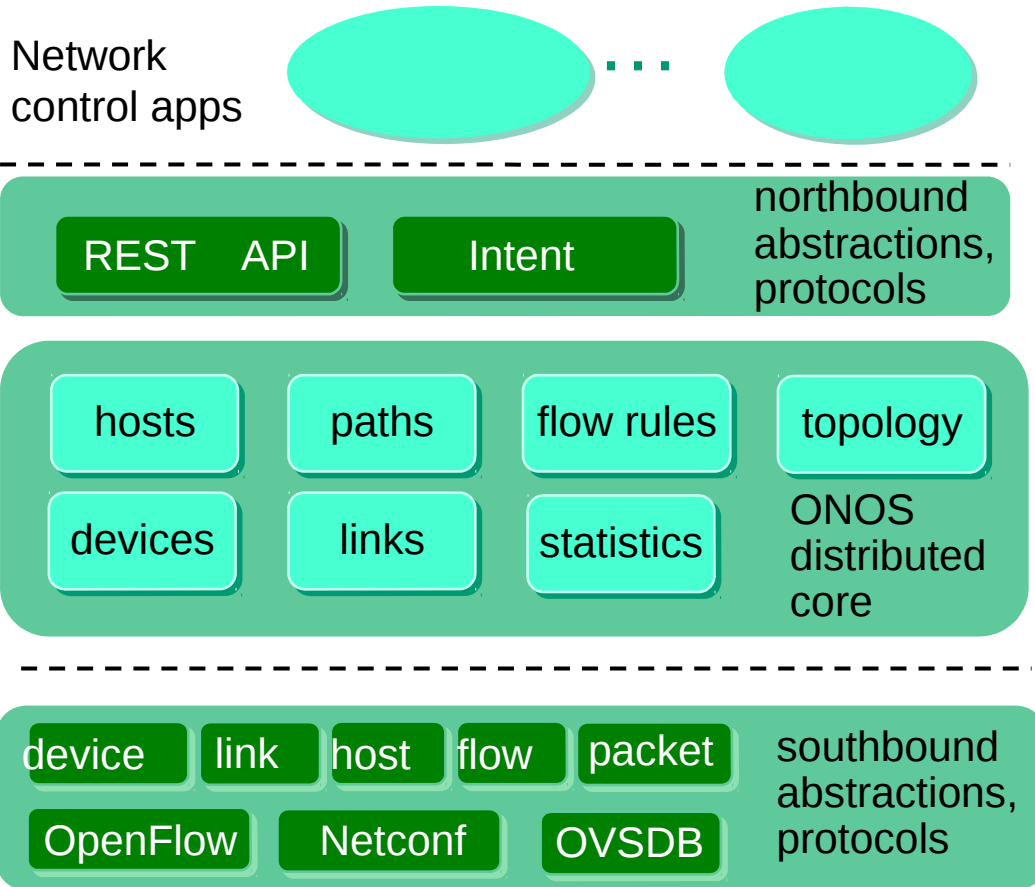 Network
control apps
...
northbound
abstractions,
protocols
REST API
Intent
hosts
paths
flow rules
topology
devices
links
statistics
ONOS
distributed
core
device
link
host
flow
packet
southbound
abstractions,
protocols
OpenFlow
Netconf
OVSDB